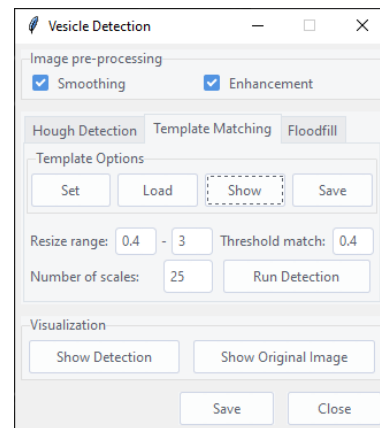 Vesicle Detection
Image pre-processing
Smoothing Enhancement
Hough Detection Template Matching Floodfill
Template Options
Set Load Show Save
Resize range: 0.4 - 3 Threshold match: 0.4
Number of scales: 25 Run Detection
Visualization
Show Detection Show Original Image
Save Close